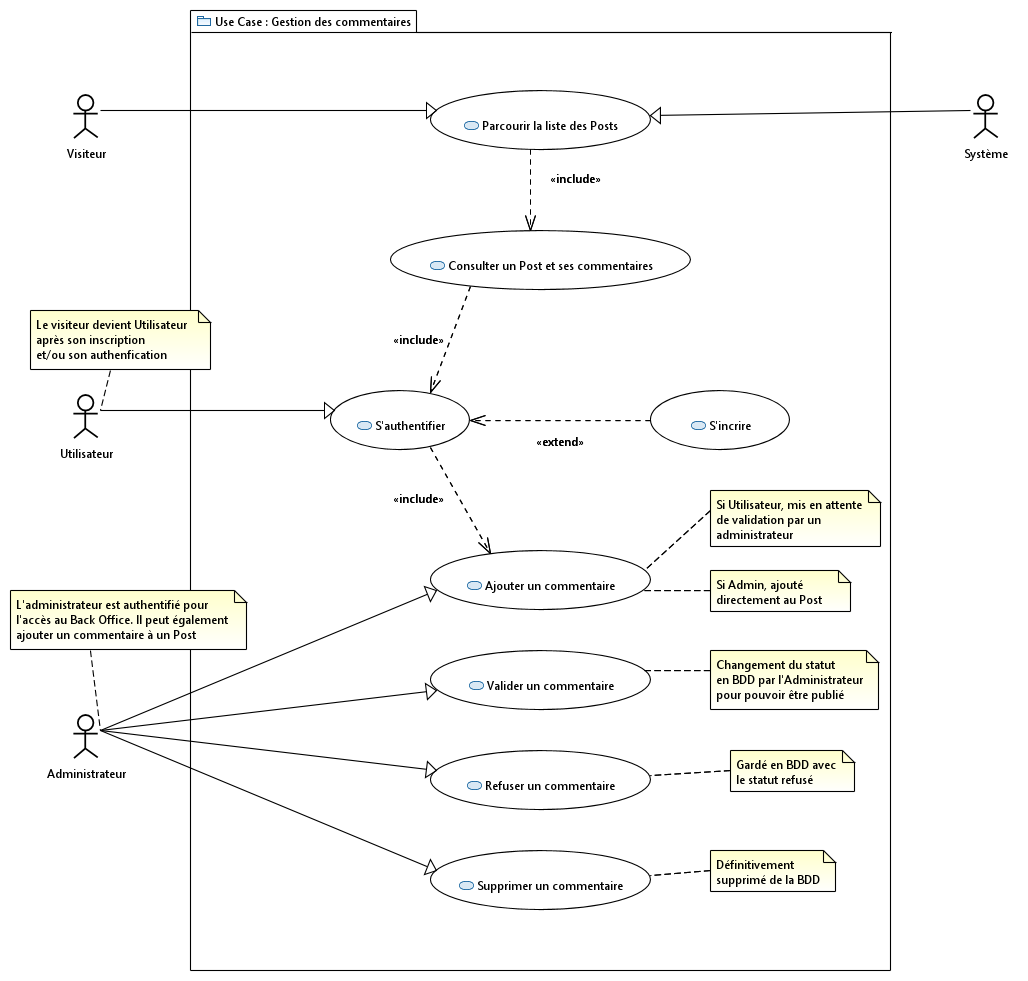 Use Case : Gestion des commentaires
Visiteur
Parcourir la liste des Posts
Système
«include»
Consulter un Post et ses commentaires
Le visiteur devient Utilisateur
après son inscription
et/ou son authenfication
«include»
Utilisateur
S'authentifier
«extend»
S'incrire
«include»
Si Utilisateur, mis en attente
de validation par un
administrateur
Ajouter un commentaire
Si Admin, ajouté
directement au Post
L'administrateur est authentifié pour
l'accès au Back Office. Il peut également
ajouter un commentaire à un Post
Valider un commentaire
Changement du statut
en BDD par l'Administrateur
pour pouvoir être publié
Administrateur
Refuser un commentaire
Gardé en BDD avec
le statut refusé
Supprimer un commentaire
Définitivement
supprimé de la BDD